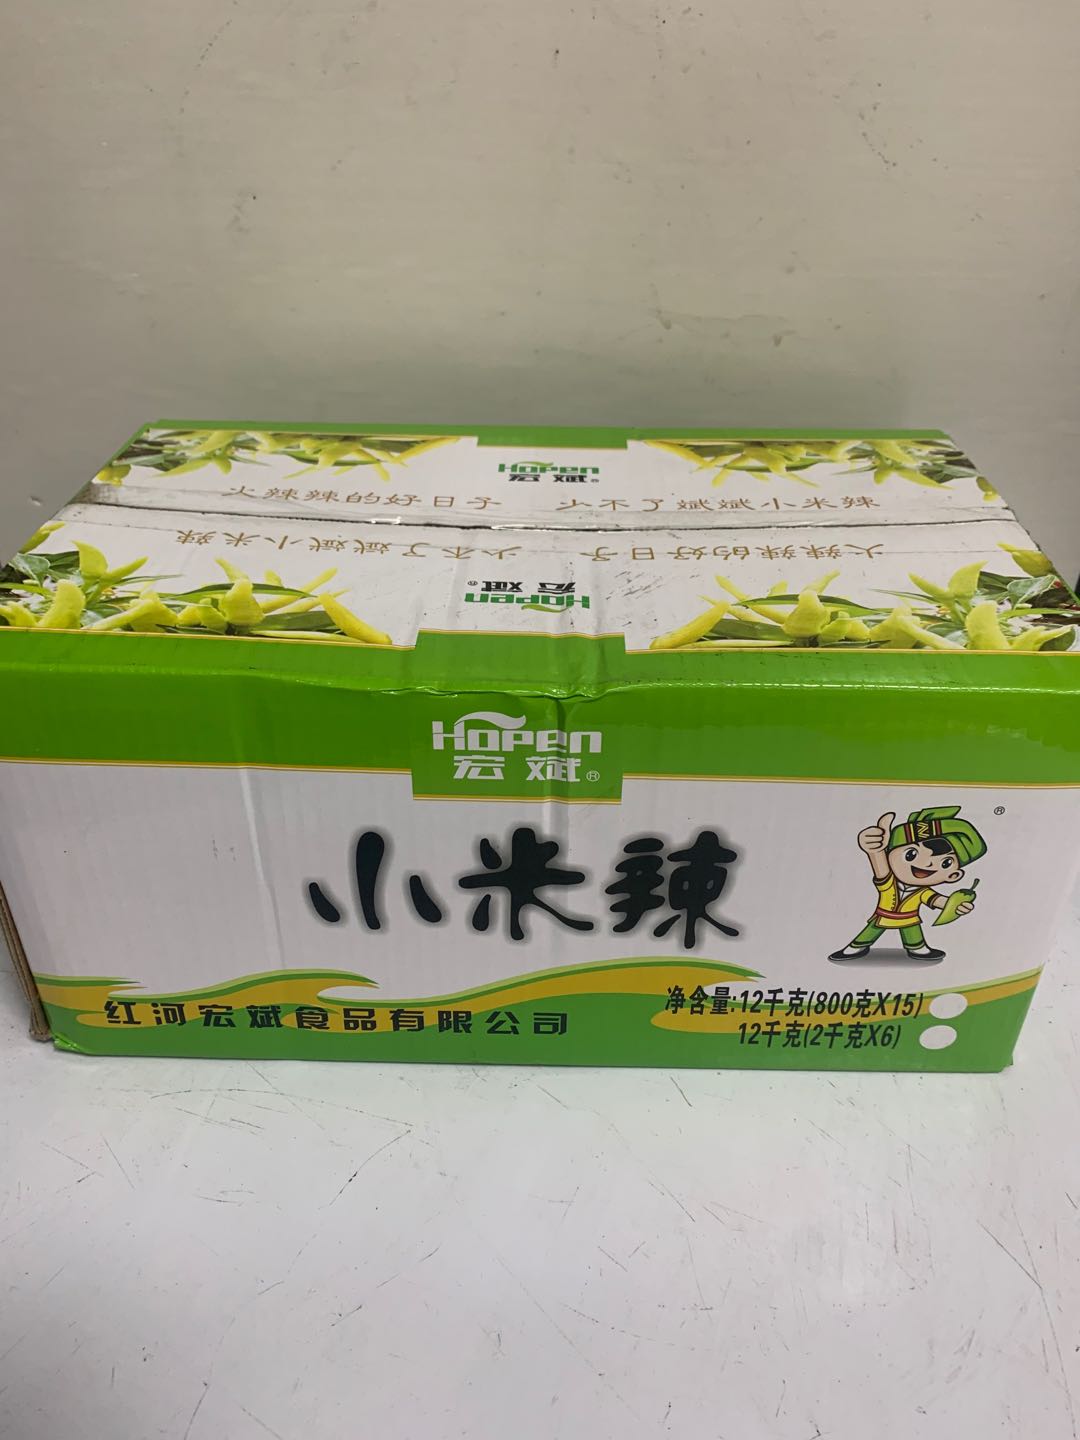 HOPEN
宏斌®
火辣辣的好日子 少不了斌斌小米辣
火辣辣的好日子 少不了斌斌小米辣
HOPEN
宏斌®
HOPEN
宏斌®
小米辣
®
红河宏斌食品有限公司
净含量:12千克(800克X15)
12千克(2千克X6)